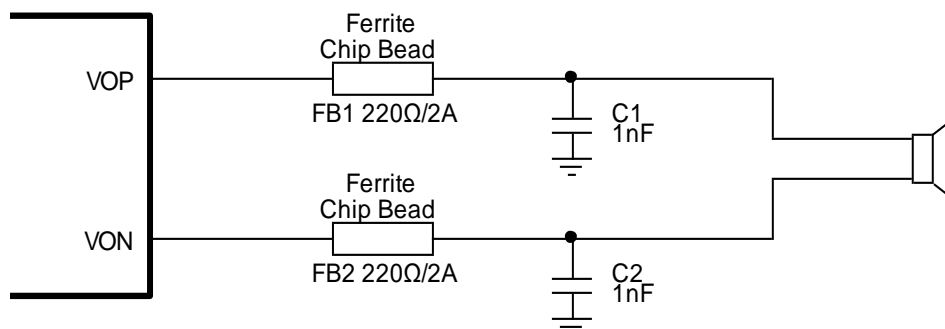 Ferrite
Chip Bead
VOP
FB1 220Ω/2A
C1
1nF
Ferrite
Chip Bead
VON
FB2 220Ω/2A
C2
1nF